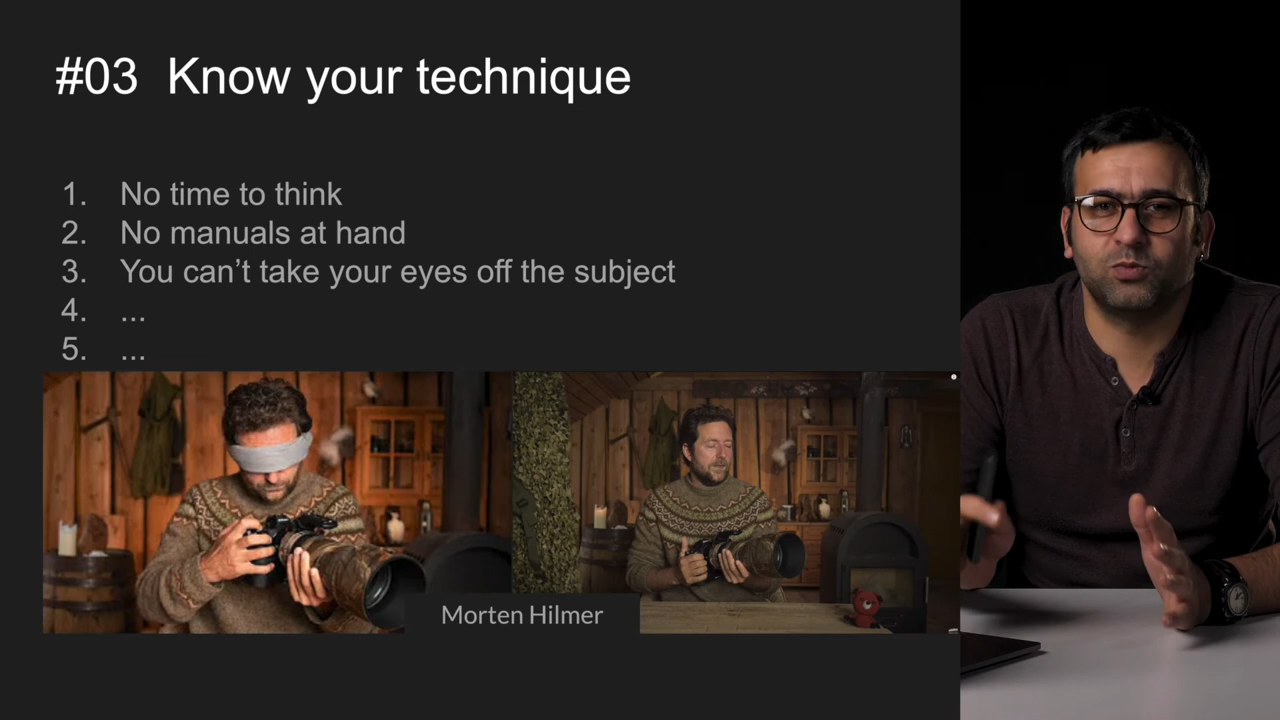 #03 Know your technique
1. No time to think
2. No manuals at hand
3. You can’t take your eyes off the subject
4. ...
5. ...
Morten Hilmer